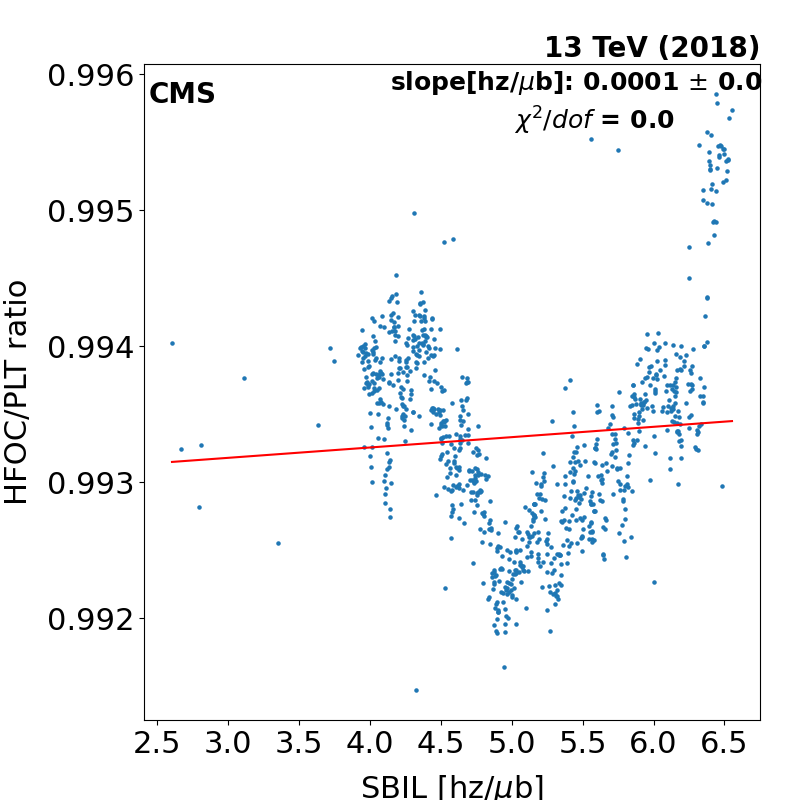 13 TeV (2018)
CMS
slope[hz/μb]: 0.0001 ± 0.0
χ²/dof = 0.0
HFOC/PLT ratio
0.996
0.995
0.994
0.993
0.992
2.5 3.0 3.5 4.0 4.5 5.0 5.5 6.0 6.5
SBIL [hz/μb]